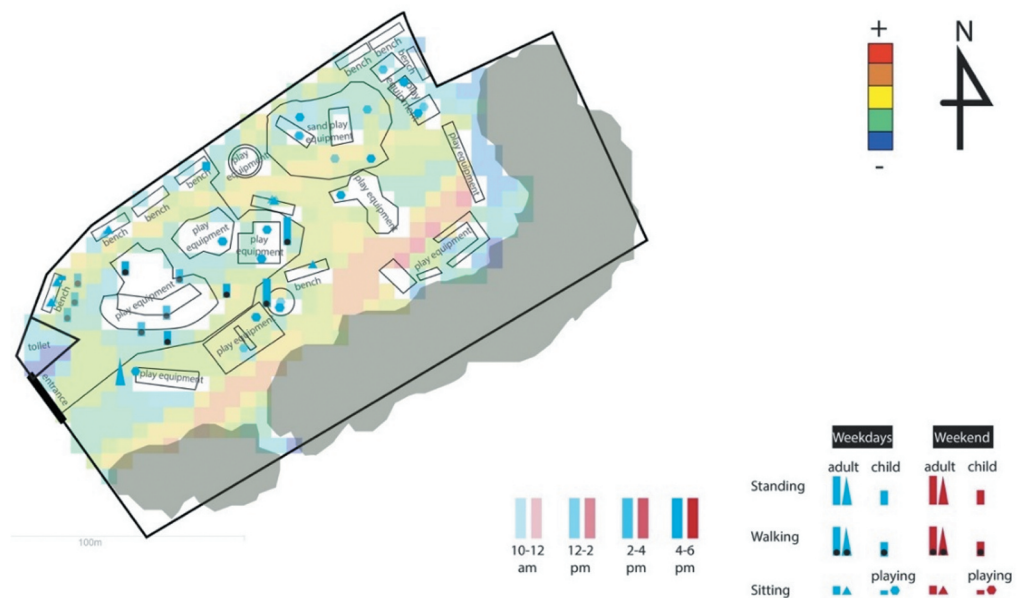 bench
bench
bench
play
equipment
sand play
equipment
play
equipment
play equipment
bench
play
equipment
bench
bench
play
equipment
play
equipment
play
equipment
play
equipment
bench
bench
play equipment
play
equipment
play equipment
toilet
entrance
100m
+
-
N
10-12
am
12-2
pm
2-4
pm
4-6
pm
Weekdays
Weekend
adult
child
adult
child
Standing
Walking
playing
playing
Sitting